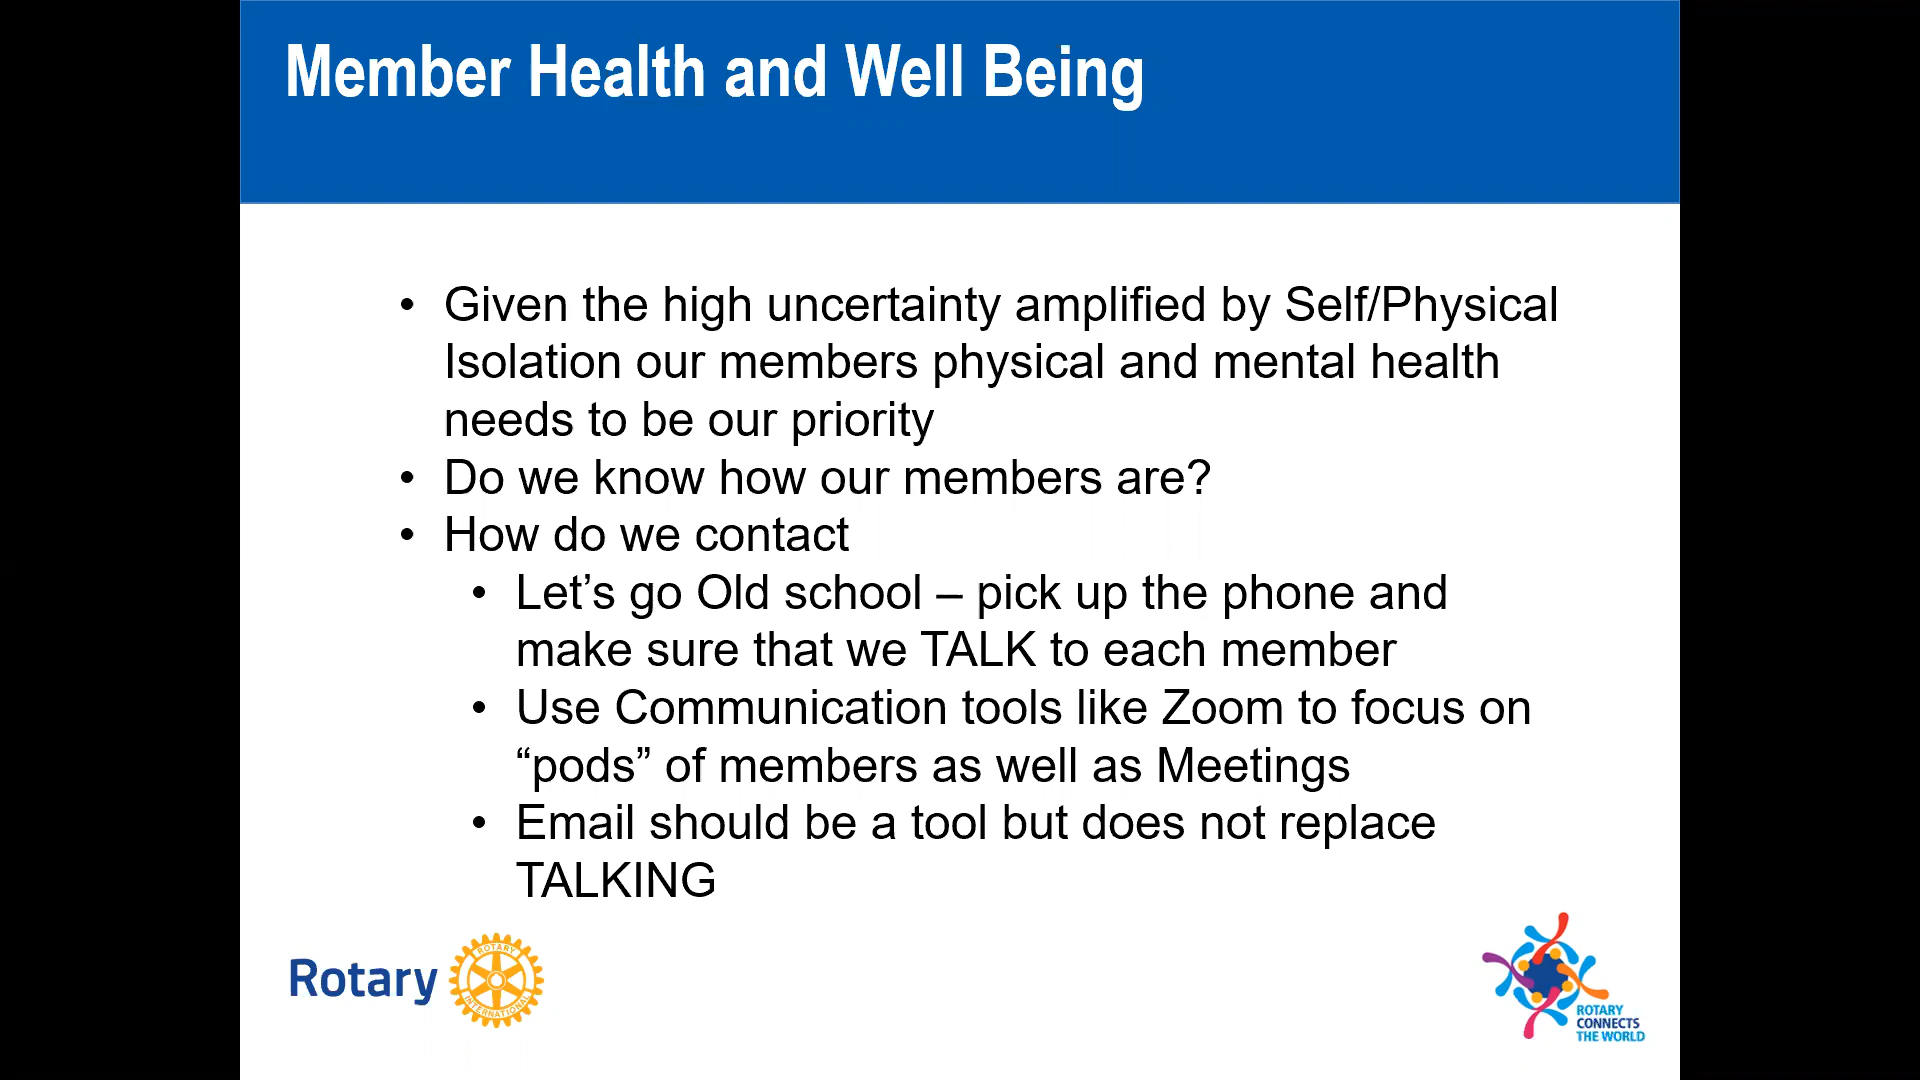 Member Health and Well Being
• Given the high uncertainty amplified by Self/Physical
Isolation our members physical and mental health
needs to be our priority
• Do we know how our members are?
• How do we contact
• Let’s go Old school – pick up the phone and
make sure that we TALK to each member
• Use Communication tools like Zoom to focus on
“pods” of members as well as Meetings
• Email should be a tool but does not replace
TALKING
Rotary
ROTARY
INTERNATIONAL
ROTARY
CONNECTS
THE WORLD